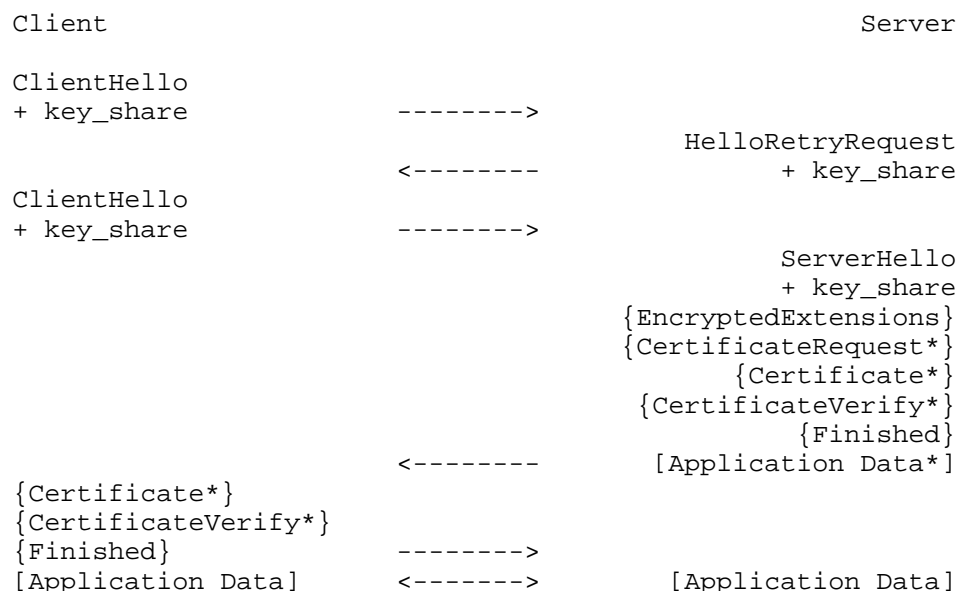 Client                                               Server

ClientHello
+ key_share             -------->
                                          HelloRetryRequest
                        <--------               + key_share
ClientHello
+ key_share             -------->
                                                ServerHello
                                                + key_share
                                      {EncryptedExtensions}
                                      {CertificateRequest*}
                                             {Certificate*}
                                       {CertificateVerify*}
                                                 {Finished}
                        <--------       [Application Data*]
{Certificate*}
{CertificateVerify*}
{Finished}              -------->
[Application Data]      <------->        [Application Data]